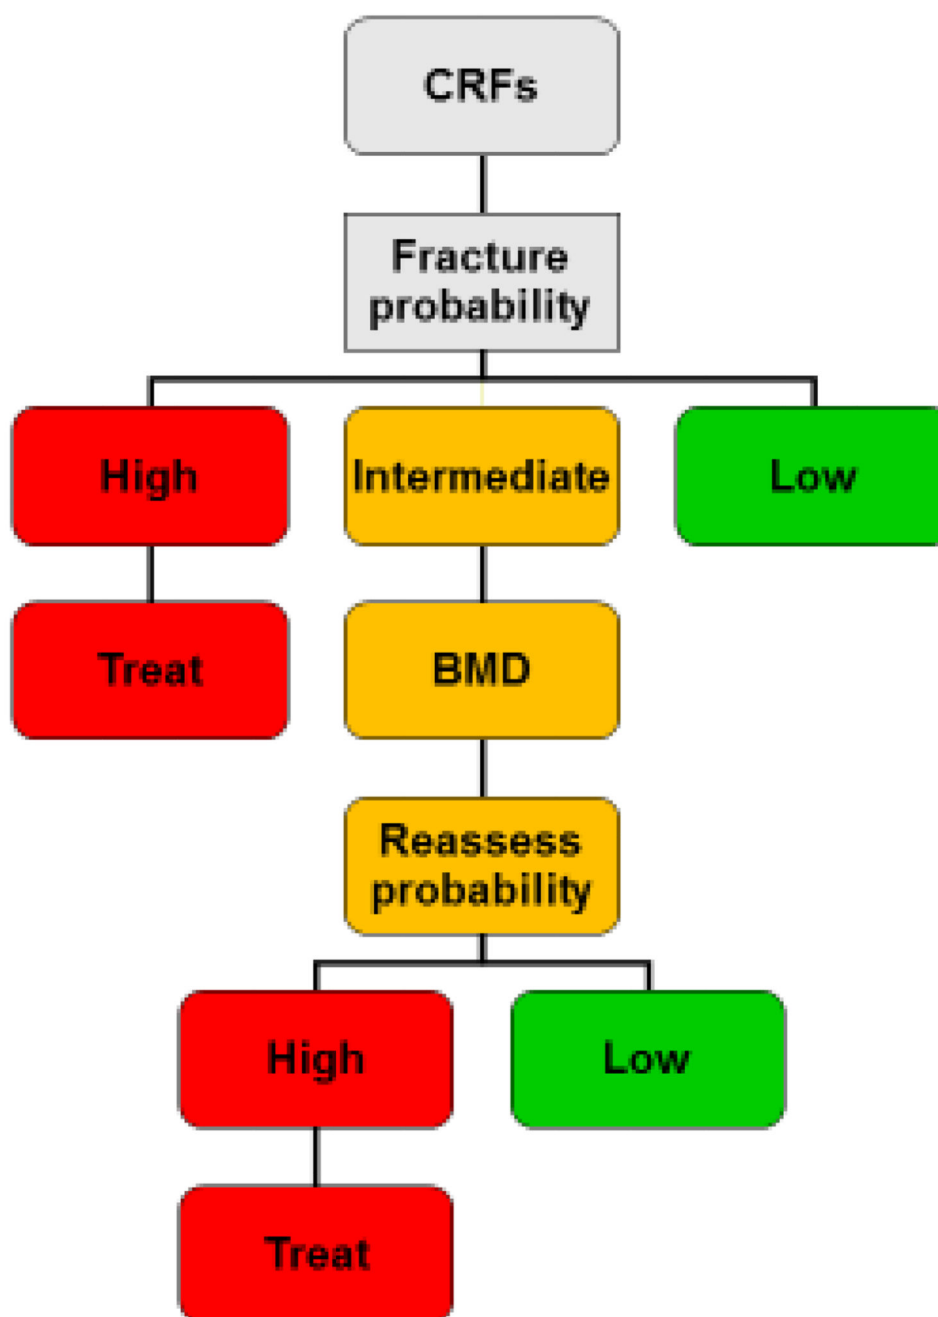 CRFs
Fracture
probability
High
Intermediate
Low
Treat
BMD
Reassess
probability
High
Low
Treat